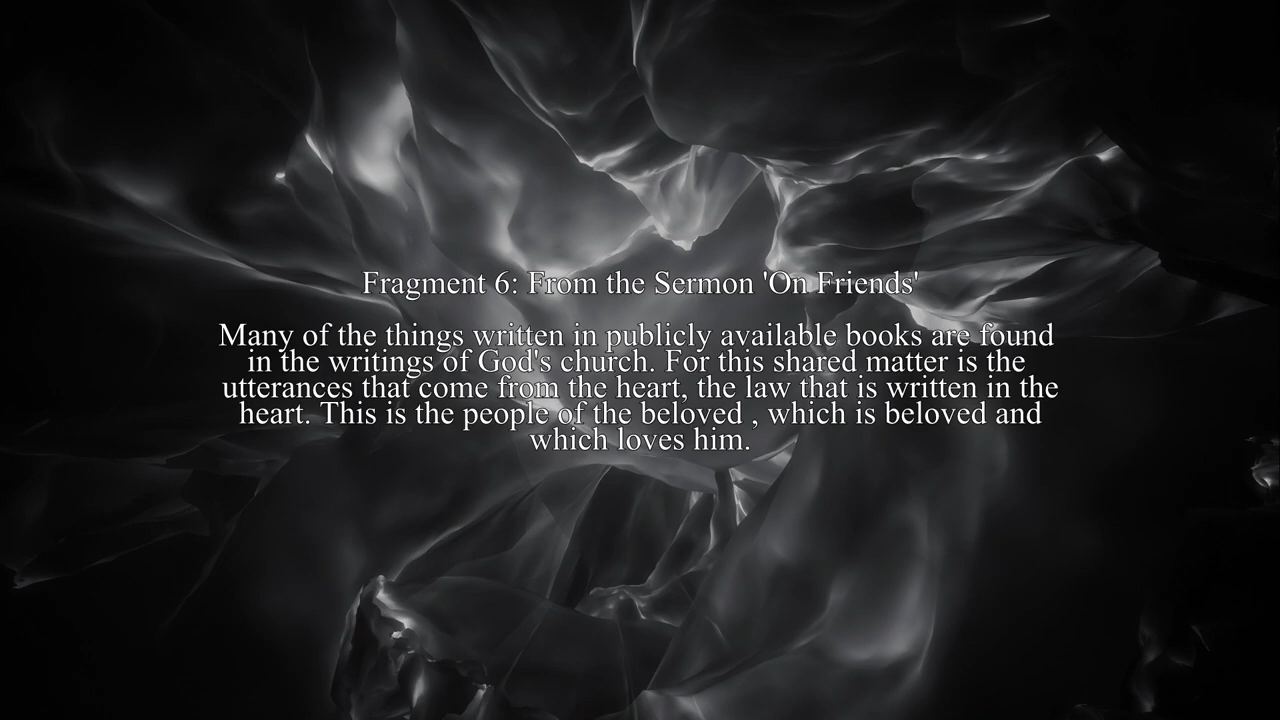 Fragment 6: From the Sermon 'On Friends'
Many of the things written in publicly available books are found
in the writings of God's church. For this shared matter is the
utterances that come from the heart, the law that is written in the
heart. This is the people of the beloved , which is beloved and
which loves him.